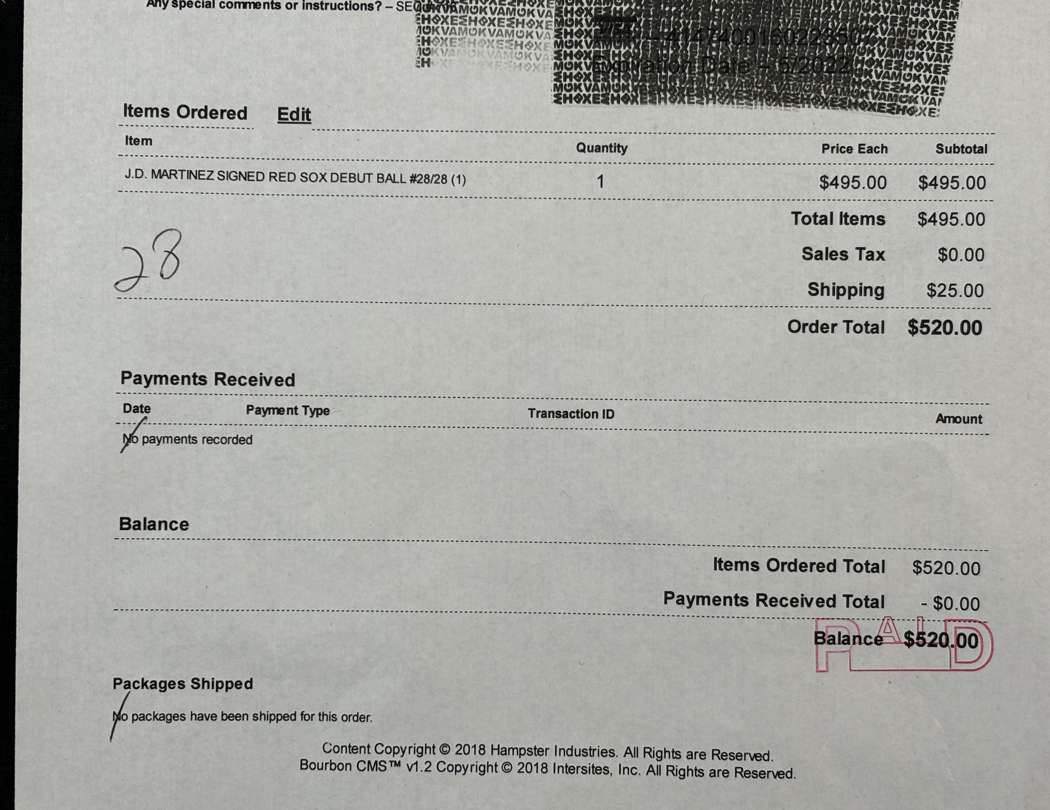 Any special comments or instructions? – SEQ
Expiration Date – 5/2022
Items Ordered Edit
Item Quantity Price Each Subtotal
J.D. MARTINEZ SIGNED RED SOX DEBUT BALL #28/28 (1) 1 $495.00 $495.00
Total Items $495.00
28
Sales Tax $0.00
Shipping $25.00
Order Total $520.00
Payments Received
Date Payment Type Transaction ID Amount
No payments recorded
Balance
Items Ordered Total $520.00
Payments Received Total - $0.00
Balance $520.00
PAID
Packages Shipped
No packages have been shipped for this order.
Content Copyright © 2018 Hampster Industries. All Rights are Reserved.
Bourbon CMS™ v1.2 Copyright © 2018 Intersites, Inc. All Rights are Reserved.